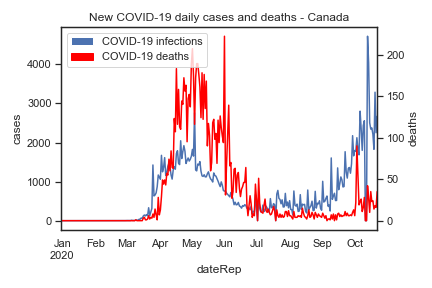 New COVID-19 daily cases and deaths - Canada
COVID-19 infections
COVID-19 deaths
4000
3000
2000
1000
0
cases
200
150
100
50
0
deaths
Jan Feb Mar Apr May Jun Jul Aug Sep Oct
2020
dateRep